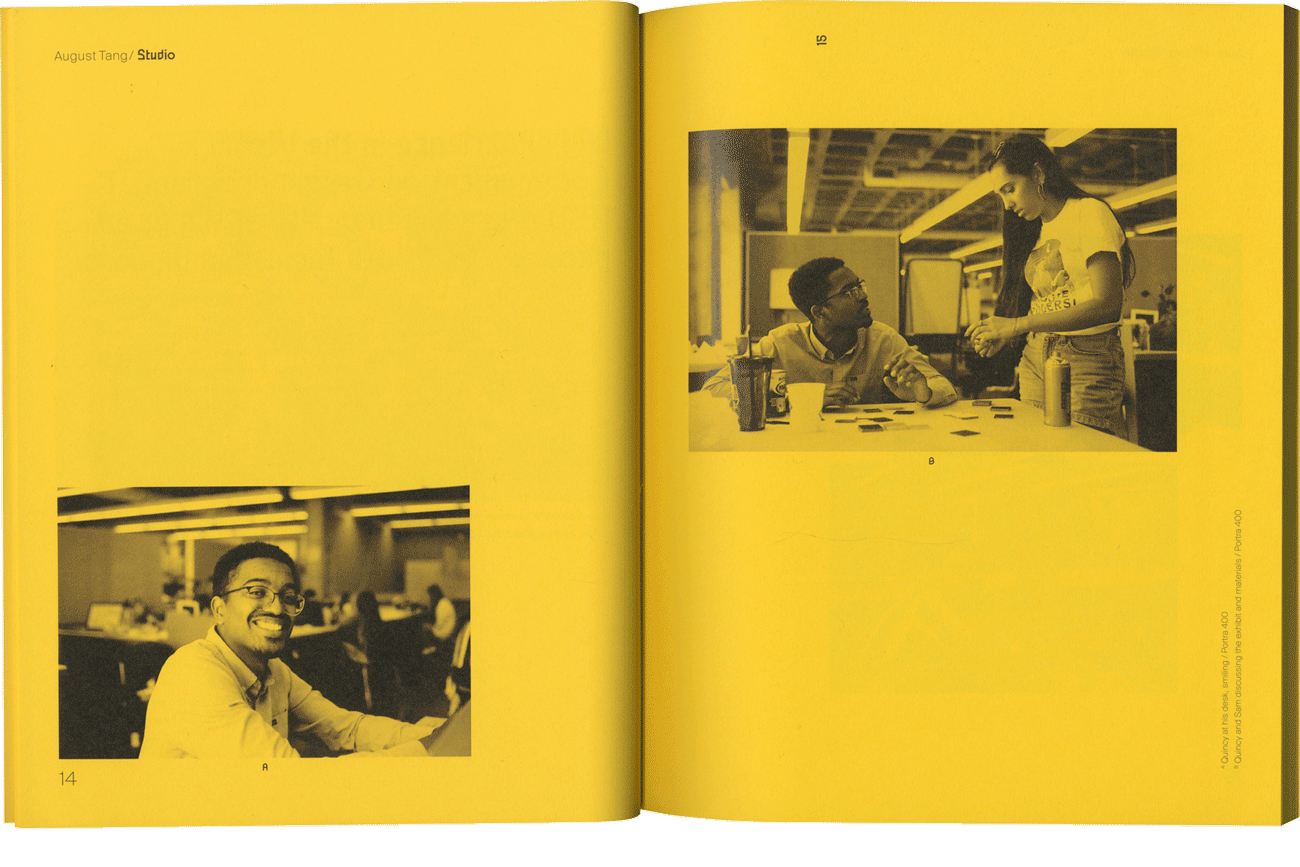 August Tang/ Studio
A
14
15
B
A Quincy at his desk, smiling / Portra 400
B Quincy and Sam discussing the exhibit and materials / Portra 400